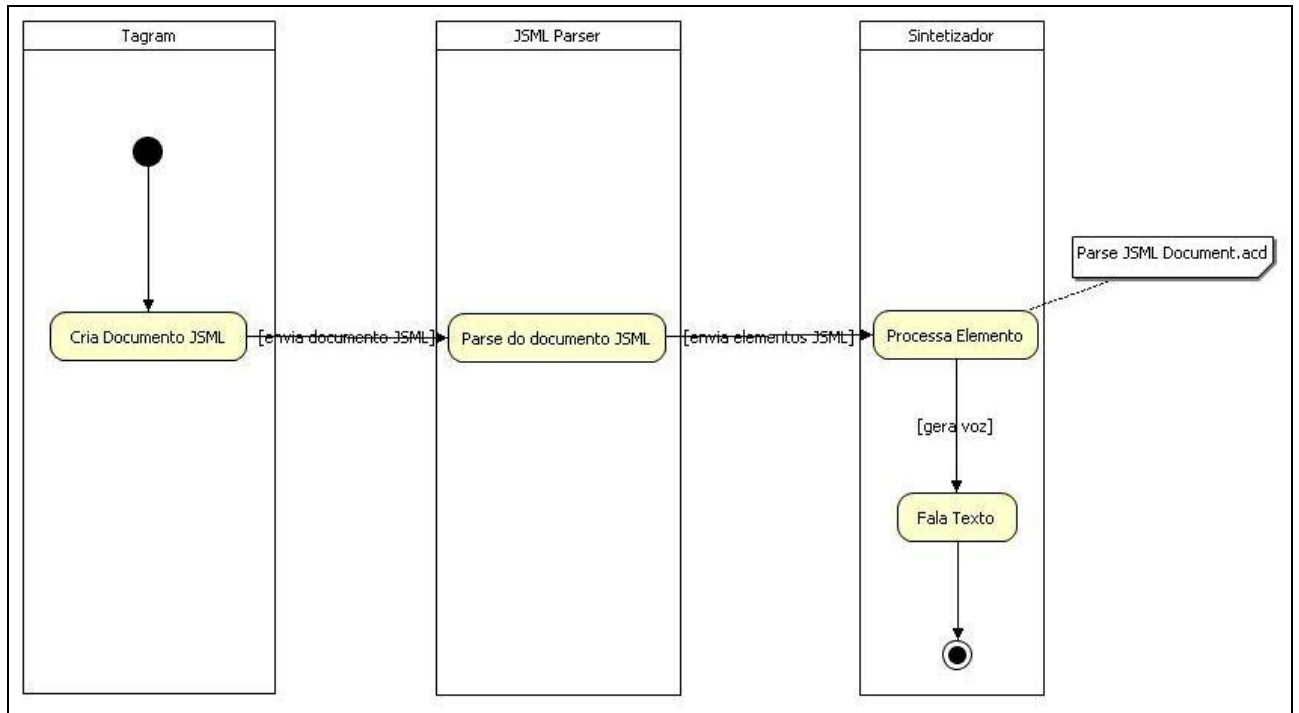 Tagram
JSML Parser
Sintetizador
Parse JSML Document.acd
Cria Documento JSML
[envia documento JSML]
Parse do documento JSML
[envia elementos JSML]
Processa Elemento
[gera voz]
Fala Texto